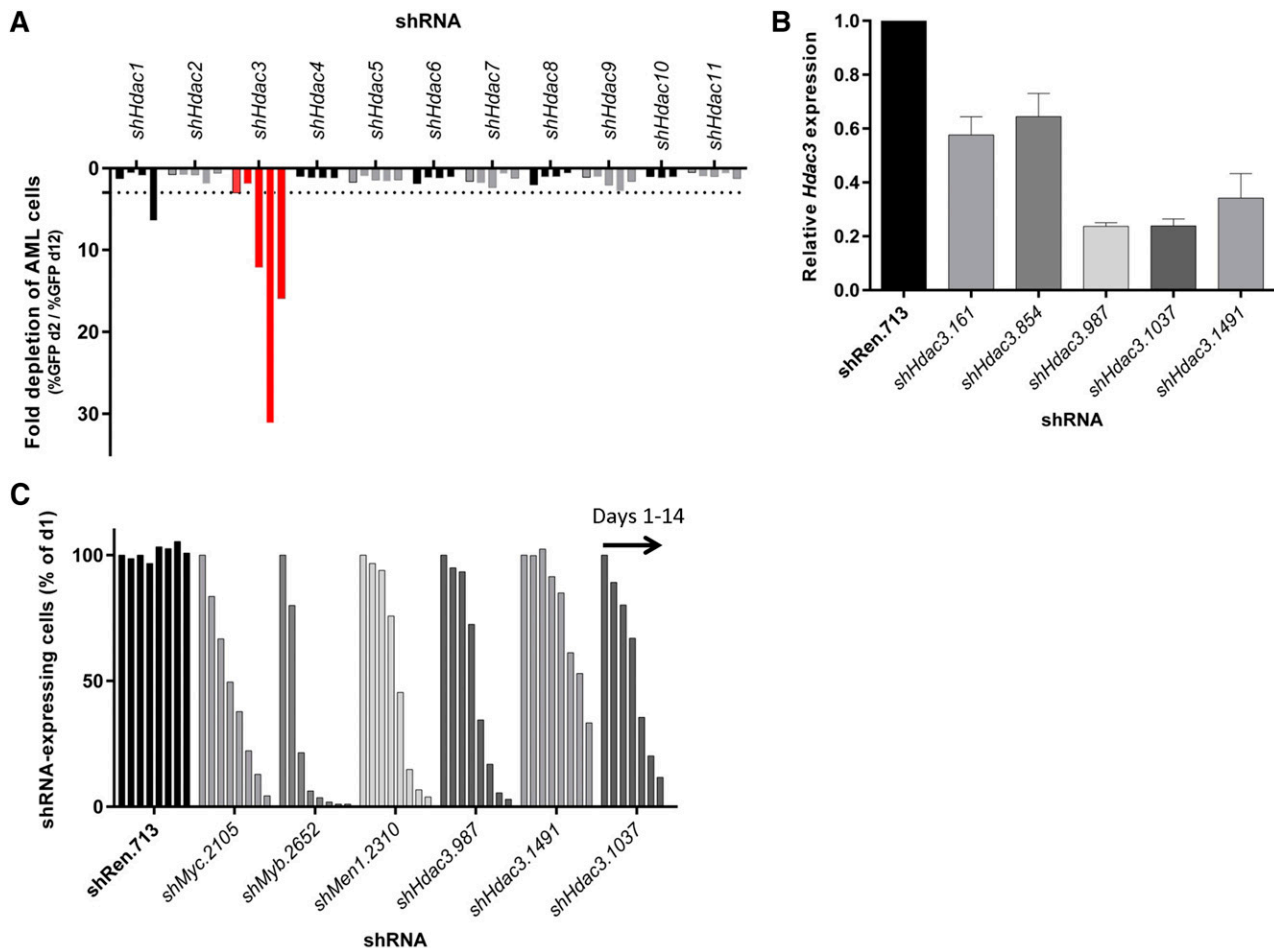 A
shRNA
shHdac1
shHdac2
shHdac3
shHdac4
shHdac5
shHdac6
shHdac7
shHdac8
shHdac9
shHdac10
shHdac11
Fold depletion of AML cells
(%GFP d2 / %GFP d12)
0
10
20
30
B
Relative Hdac3 expression
1.0
0.8
0.6
0.4
0.2
0.0
shRen.713
shHdac3.161
shHdac3.854
shHdac3.987
shHdac3.1037
shHdac3.1491
shRNA
C
shRNA-expressing cells (% of d1)
100
50
0
Days 1-14
shRen.713
shMyc.2105
shMyb.2652
shMen1.2310
shHdac3.987
shHdac3.1491
shHdac3.1037
shRNA